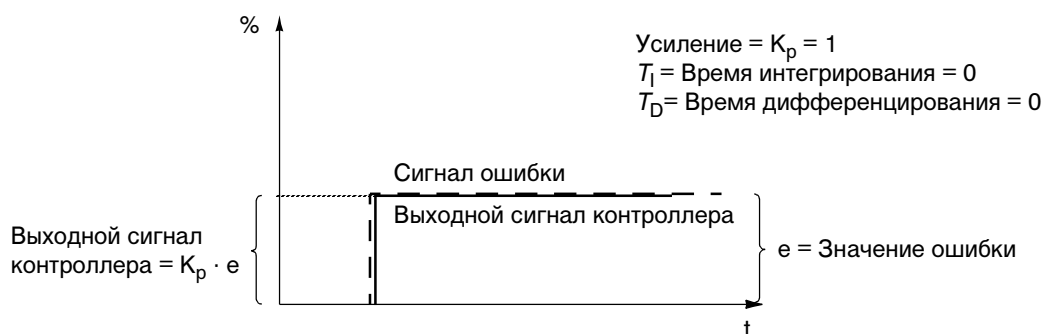 %
Усиление = Kp = 1
TI = Время интегрирования = 0
TD= Время дифференцирования = 0
Сигнал ошибки
Выходной сигнал контроллера
Выходной сигнал
контроллера = Kp · e
e = Значение ошибки
t